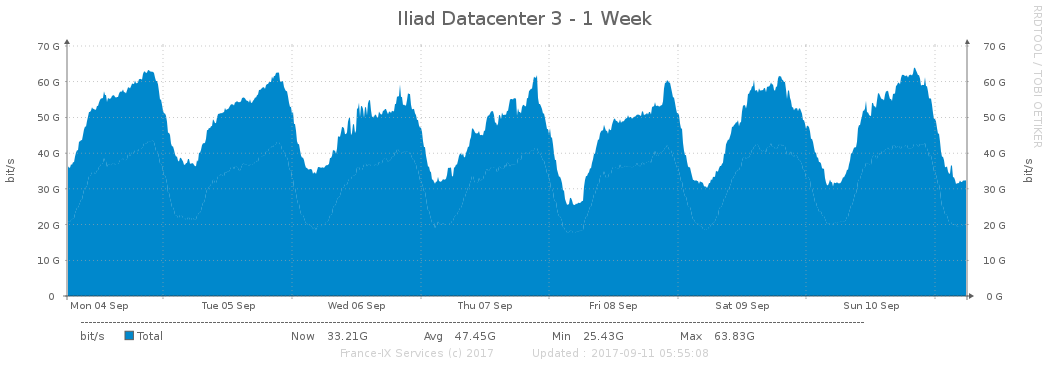 Iliad Datacenter 3 - 1 Week
RRDTOOL / TOBI OETIKER
70 G 70 G
60 G 60 G
50 G 50 G
40 G 40 G
30 G 30 G
20 G 20 G
10 G 10 G
0 0 G
bit/s bit/s
Mon 04 Sep Tue 05 Sep Wed 06 Sep Thu 07 Sep Fri 08 Sep Sat 09 Sep Sun 10 Sep
bit/s Total Now 33.21G Avg 47.45G Min 25.43G Max 63.83G
France-IX Services (c) 2017 Updated : 2017-09-11 05:55:08